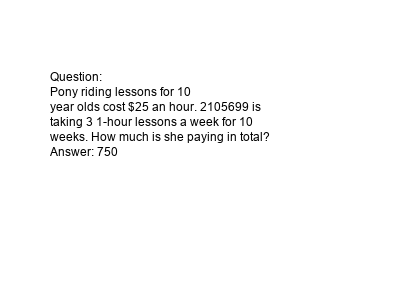 Question:
Pony riding lessons for 10
year olds cost $25 an hour. 2105699 is
taking 3 1-hour lessons a week for 10
weeks. How much is she paying in total?
Answer: 750